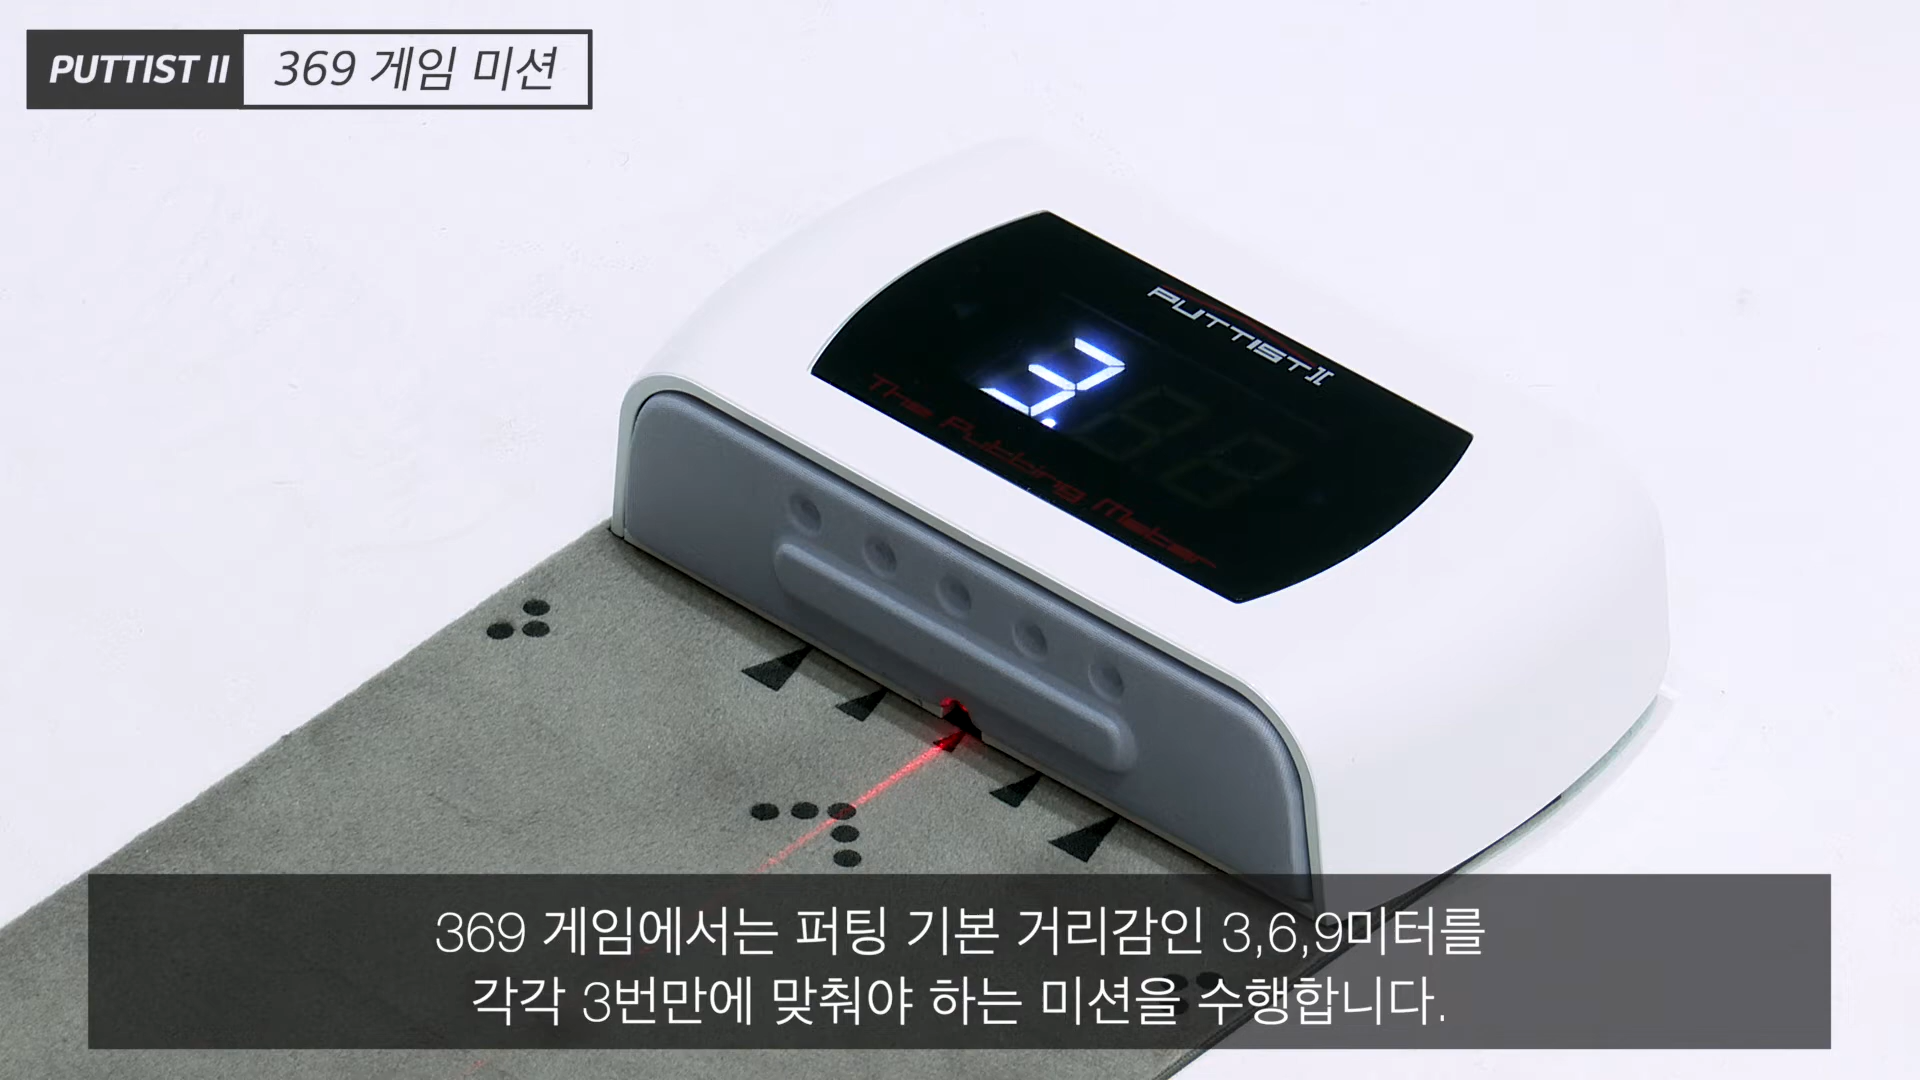 PUTTIST II 369 게임 미션
PUTTIST II
3.
The Putting Meter
369 게임에서는 퍼팅 기본 거리감인 3,6,9미터를
각각 3번만에 맞춰야 하는 미션을 수행합니다.